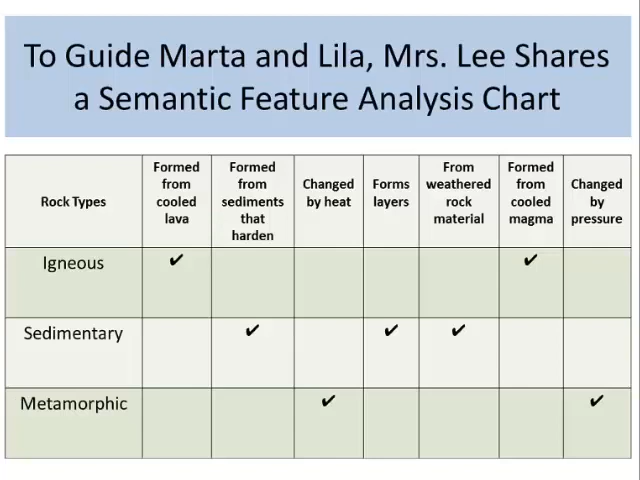 To Guide Marta and Lila, Mrs. Lee Shares
a Semantic Feature Analysis Chart
Rock Types
Formed
from
cooled
lava
Formed
from
sediments
that
harden
Changed
by heat
Forms
layers
From
weathered
rock
material
Formed
from
cooled
magma
Changed
by
pressure
Igneous ✔ ✔
Sedimentary ✔ ✔ ✔
Metamorphic ✔ ✔